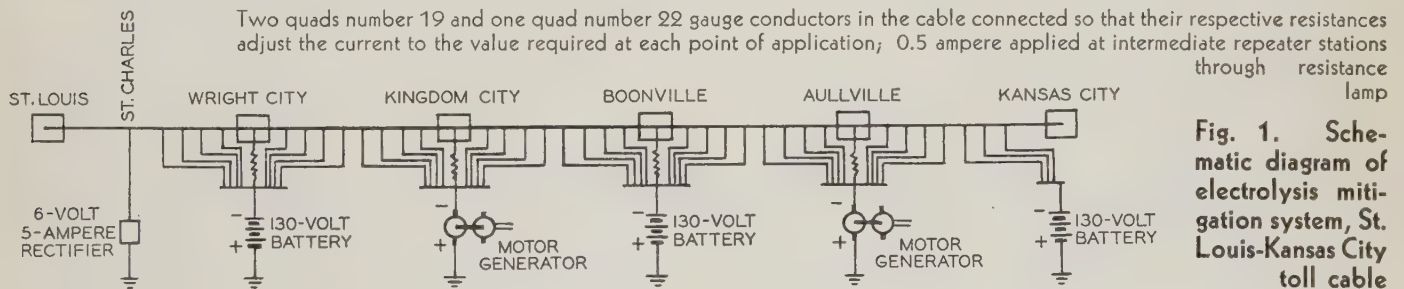 Two quads number 19 and one quad number 22 gauge conductors in the cable connected so that their respective resistances
adjust the current to the value required at each point of application; 0.5 ampere applied at intermediate repeater stations
through resistance
lamp
ST. LOUIS
ST. CHARLES
WRIGHT CITY
KINGDOM CITY
BOONVILLE
AULLVILLE
KANSAS CITY
6-VOLT
5-AMPERE
RECTIFIER
-
+
130-VOLT
BATTERY
-
+
MOTOR
GENERATOR
-
+
130-VOLT
BATTERY
-
+
MOTOR
GENERATOR
-
+
130-VOLT
BATTERY
Fig. 1. Sche-
matic diagram of
electrolysis miti-
gation system, St.
Louis-Kansas City
toll cable